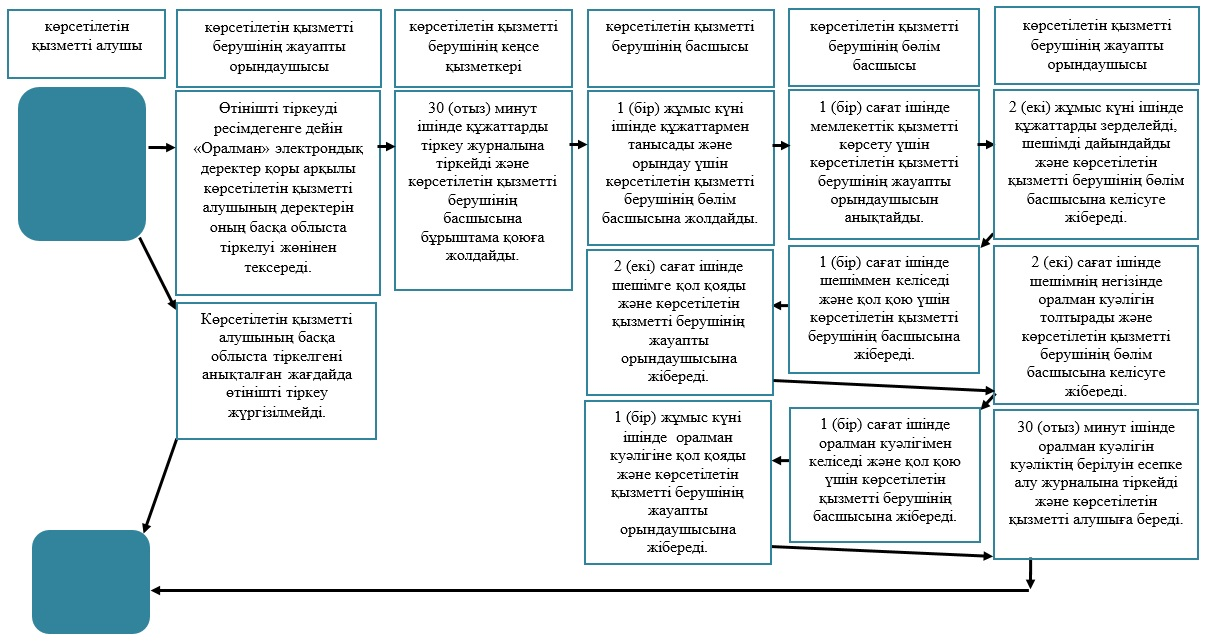 көрсетілетін
қызметті алушы
көрсетілетін қызметті
берушінің жауапты
орындаушысы
көрсетілетін қызметті
берушінің кеңсе
қызметкері
көрсетілетін қызметті
берушінің басшысы
көрсетілетін қызметті
берушінің бөлім
басшысы
көрсетілетін қызметті
берушінің жауапты
орындаушысы
Өтінішті тіркеуді
ресімдегенге дейін
«Оралман» электрондық
деректер қоры арқылы
көрсетілетін қызметті
алушының деректерін
оның басқа облыста
тіркелуі жөнінен
тексереді.
30 (отыз) минут
ішінде құжаттарды
тіркеу журналына
тіркейді және
көрсетілетін қызметті
берушінің
басшысына
бұрыштама қоюға
жолдайды.
1 (бір) жұмыс күні
ішінде құжаттармен
танысады және
орындау үшін
көрсетілетін қызметті
берушінің бөлім
басшысына жолдайды.
1 (бір) сағат ішінде
мемлекеттік қызметті
көрсету үшін
көрсетілетін қызметті
берушінің жауапты
орындаушысын
анықтайды.
2 (екі) жұмыс күні ішінде
құжаттарды зерделейді,
шешімді дайындайды
және көрсетілетін
қызметті берушінің бөлім
басшысына келісуге
жібереді.
2 (екі) сағат ішінде
шешімге қол қояды
және көрсетілетін
қызметті берушінің
жауапты
орындаушысына
жібереді.
1 (бір) сағат ішінде
шешіммен келіседі
және қол қою үшін
көрсетілетін қызметті
берушінің басшысына
жібереді.
2 (екі) сағат ішінде
шешімнің негізінде
оралман куәлігін
толтырады және
көрсетілетін қызметті
берушінің бөлім
басшысына келісуге
жібереді.
Көрсетілетін қызметті
алушының басқа
облыста тіркелгені
анықталған жағдайда
өтінішті тіркеу
жүргізілмейді.
1 (бір) жұмыс күні
ішінде оралман
куәлігіне қол қояды
және көрсетілетін
қызметті берушінің
жауапты
орындаушысына
жібереді.
1 (бір) сағат ішінде
оралман куәлігімен
келіседі және қол қою
үшін көрсетілетін
қызметті берушінің
басшысына жібереді.
30 (отыз) минут ішінде
оралман куәлігін
куәліктің берілуін есепке
алу журналына тіркейді
және көрсетілетін
қызметті алушыға береді.